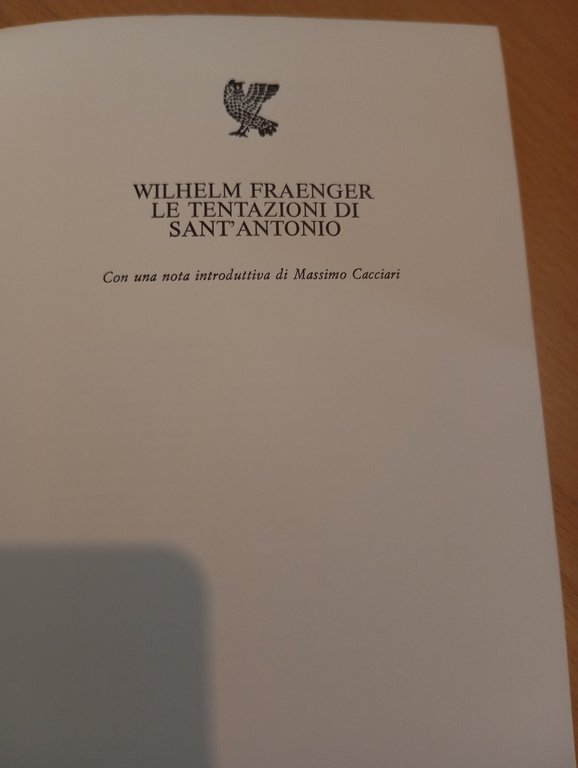 WILHELM FRAENGER
LE TENTAZIONI DI
SANT'ANTONIO
Con una nota introduttiva di Massimo Cacciari